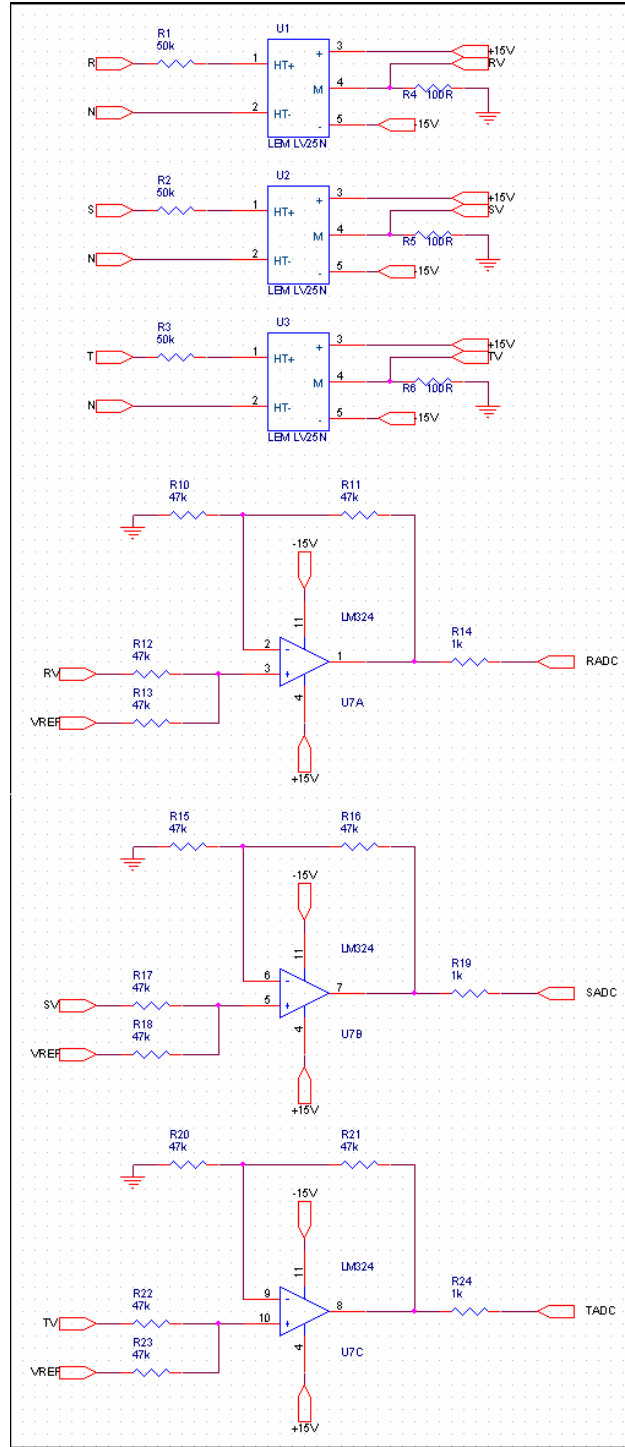 U1
R1
50k
R
1
HT+
+
3
+15V
RV
M
4
R4 100R
N
2
HT-
-
5
-15V
LEM LV25N
U2
R2
50k
S
1
HT+
+
3
+15V
SV
M
4
R5 100R
N
2
HT-
-
5
-15V
LEM LV25N
U3
R3
50k
T
1
HT+
+
3
+15V
TV
M
4
R6 100R
N
2
HT-
-
5
-15V
LEM LV25N
R10
47k
R11
47k
-15V
11
LM324
R14
1k
2
-
1
RADC
R12
47k
RV
3
+
R13
47k
VREF
4
U7A
+15V
R15
47k
R16
47k
-15V
11
LM324
R19
1k
6
-
7
SADC
R17
47k
SV
5
+
R18
47k
VREF
4
U7B
+15V
R20
47k
R21
47k
-15V
11
LM324
R24
1k
9
-
8
TADC
R22
47k
TV
10
+
R23
47k
VREF
4
U7C
+15V